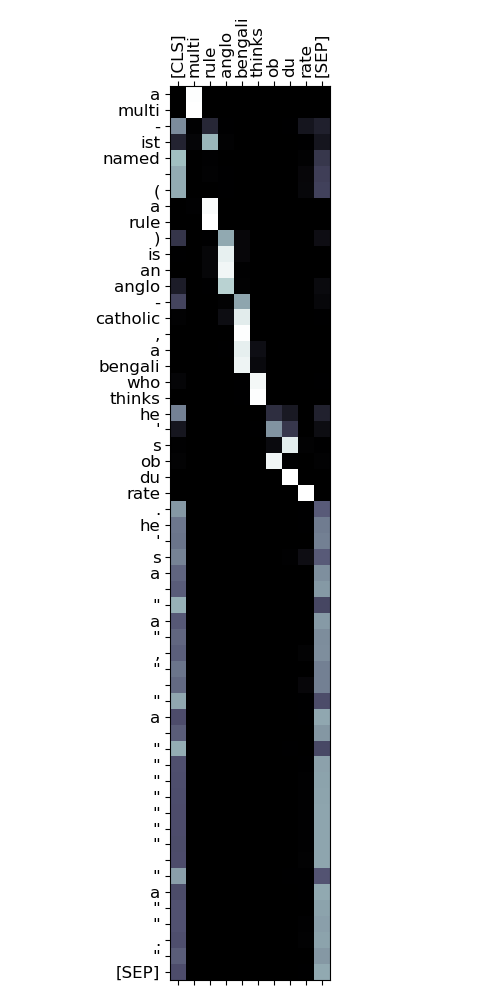 [CLS] multi rule anglo bengali thinks ob du rate [SEP]
a
multi
-
ist
named
(
a
rule
)
is
an
anglo
-
catholic
,
a
bengali
who
thinks
he
'
s
ob
du
rate
.
he
'
s
a
"
a
"
,
"
"
a
"
"
"
"
"
"
"
a
"
"
.
"
[SEP]